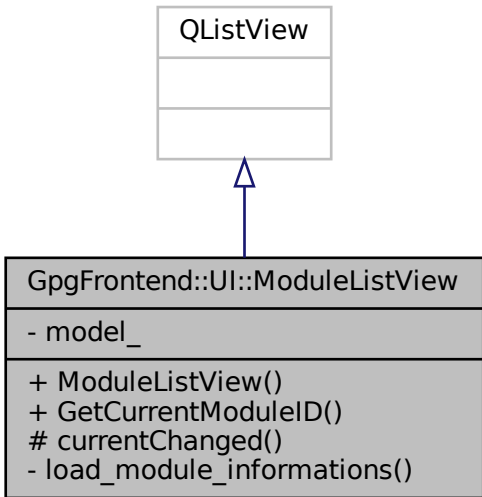 QListView
GpgFrontend::UI::ModuleListView
- model_
+ ModuleListView()
+ GetCurrentModuleID()
# currentChanged()
- load_module_informations()